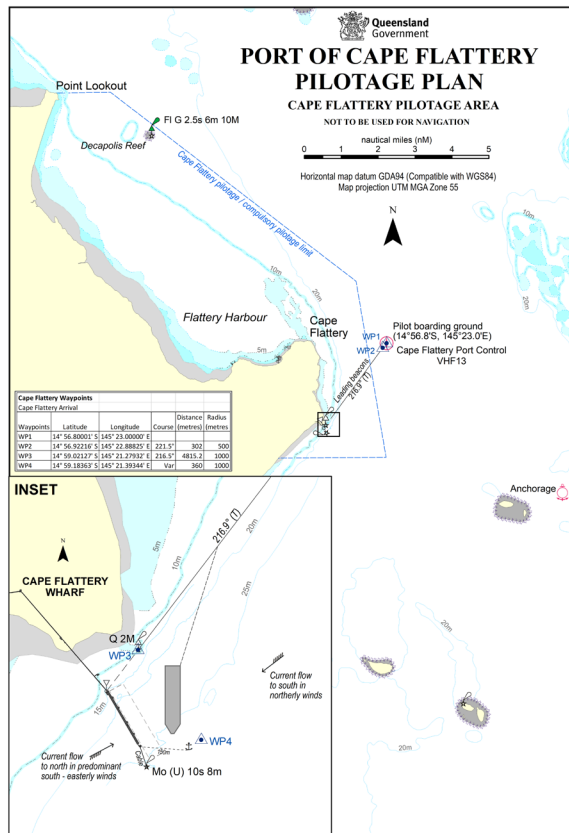 Queensland
Government
PORT OF CAPE FLATTERY
PILOTAGE PLAN
CAPE FLATTERY PILOTAGE AREA
NOT TO BE USED FOR NAVIGATION
nautical miles (nM)
0 1 2 3 4 5
Horizontal map datum GDA94 (Compatible with WGS84)
Map projection UTM MGA Zone 55
N
Point Lookout
Fl G 2.5s 6m 10M
Decapolis Reef
Cape Flattery pilotage / compulsory pilotage limit
10m
20m
10m
20m
Flattery Harbour
Cape
Flattery
5m
Pilot boarding ground
(14°56.8'S, 145°23.0'E)
WP1
WP2
Cape Flattery Port Control
VHF13
Leading beacons
216.9° (T)
Cape Flattery Waypoints
Cape Flattery Arrival
Waypoints Latitude Longitude Course Distance (metres) Radius (metres)
WP1 14° 56.80001' S 145° 23.00000' E
WP2 14° 56.92216' S 145° 22.88825' E 221.5° 302 500
WP3 14° 59.02127' S 145° 21.27932' E 216.5° 4815.2 1000
WP4 14° 59.18363' S 145° 21.39344' E Var 360 1000
Anchorage
20m
20m
INSET
N
CAPE FLATTERY
WHARF
5m
10m
216.9° (T)
20m
25m
Q 2M
WP3
15m
Current flow
to south in
northerly winds
WP4
Current flow
to north in predominant
south - easterly winds
Mo (U) 10s 8m